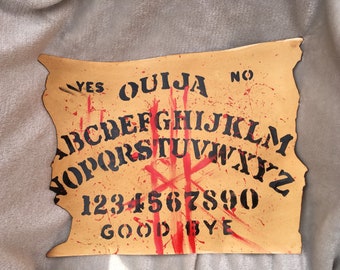 YES OUIJA NO
ABCDEFGHIJKLM
NOPQRSTUVWXYZ
1234567890
GOOD BYE